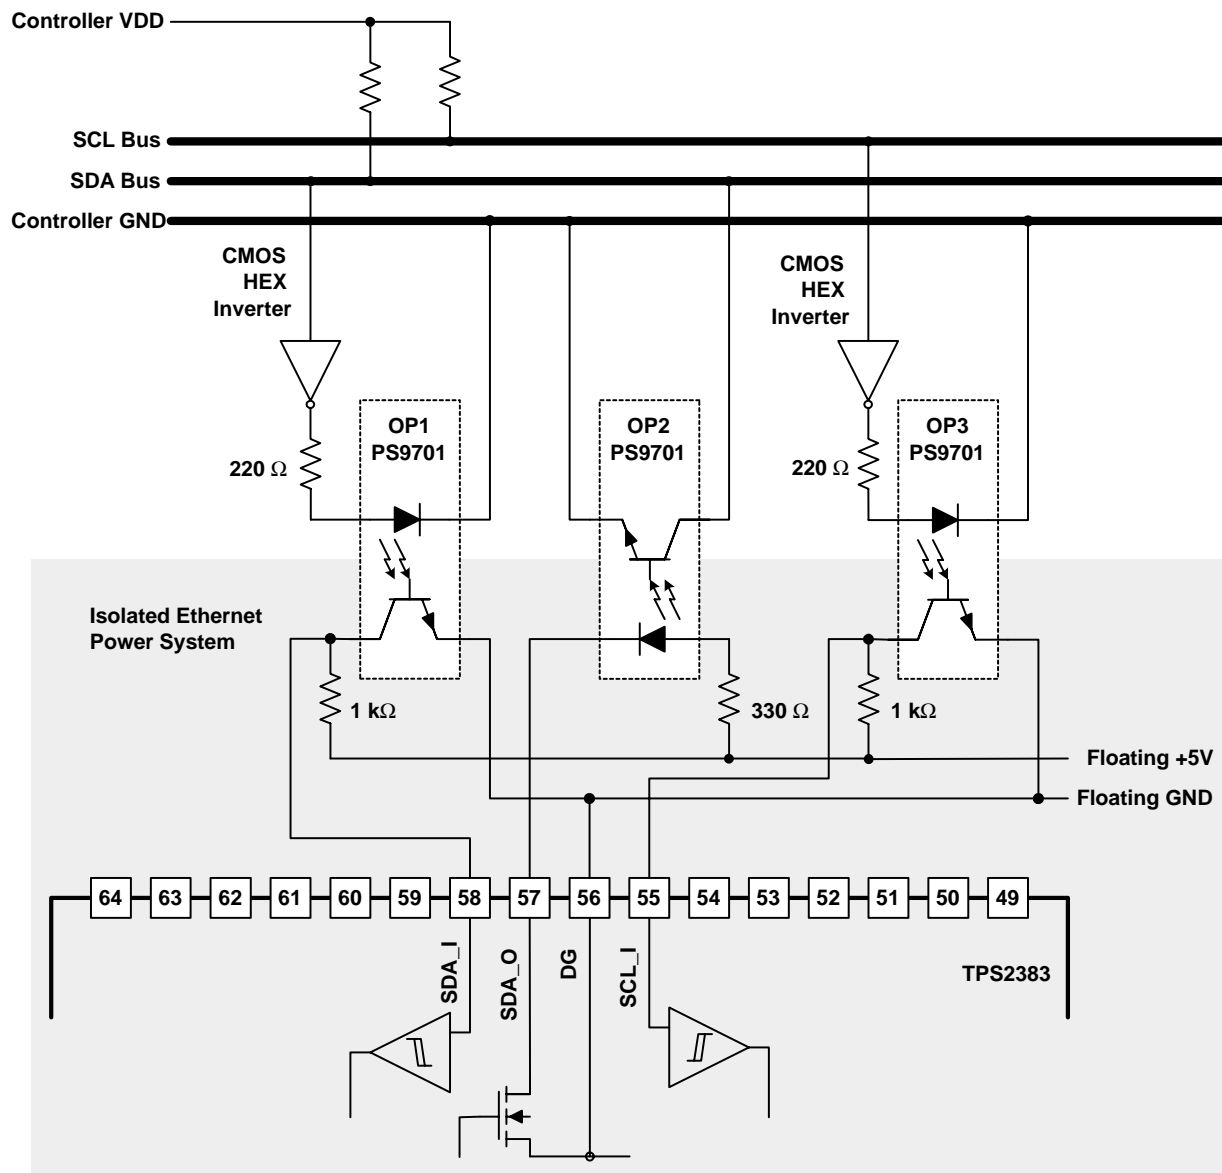 Controller VDD
SCL Bus
SDA Bus
Controller GND
CMOS
HEX
Inverter
CMOS
HEX
Inverter
OP1
PS9701
OP2
PS9701
OP3
PS9701
220 Ω
220 Ω
Isolated Ethernet
Power System
1 kΩ
330 Ω
1 kΩ
Floating +5V
Floating GND
64 63 62 61 60 59 58 57 56 55 54 53 52 51 50 49
SDA_I
SDA_O
DG
SCL_I
TPS2383